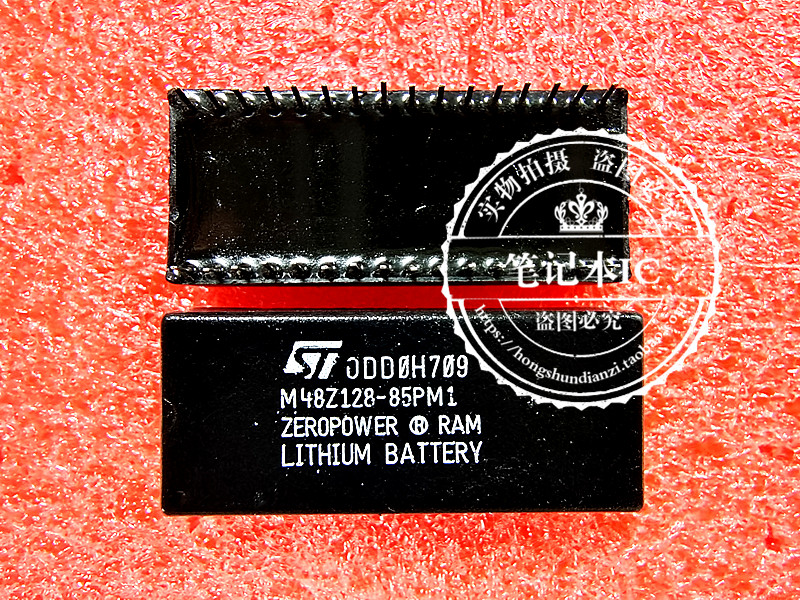 实物拍摄 盗图必究
笔记本IC
盗图必究
https://hongshundianzi.tao
ST 0DD0H709
M48Z128-85PM1
ZEROPOWER ® RAM
LITHIUM BATTERY